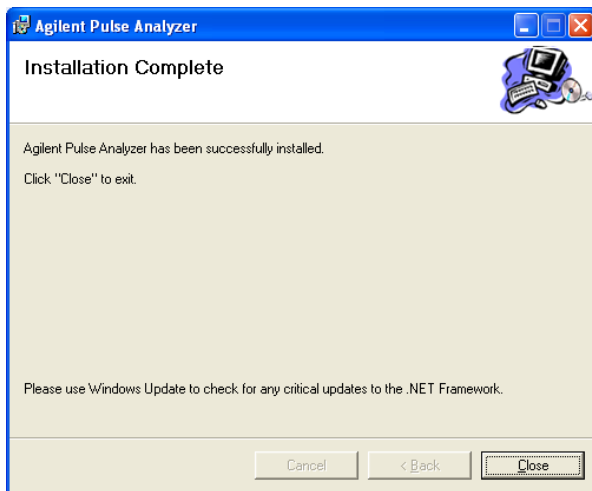 Agilent Pulse Analyzer
Installation Complete
Agilent Pulse Analyzer has been successfully installed.
Click "Close" to exit.
Please use Windows Update to check for any critical updates to the .NET Framework.
Cancel
< Back
Close